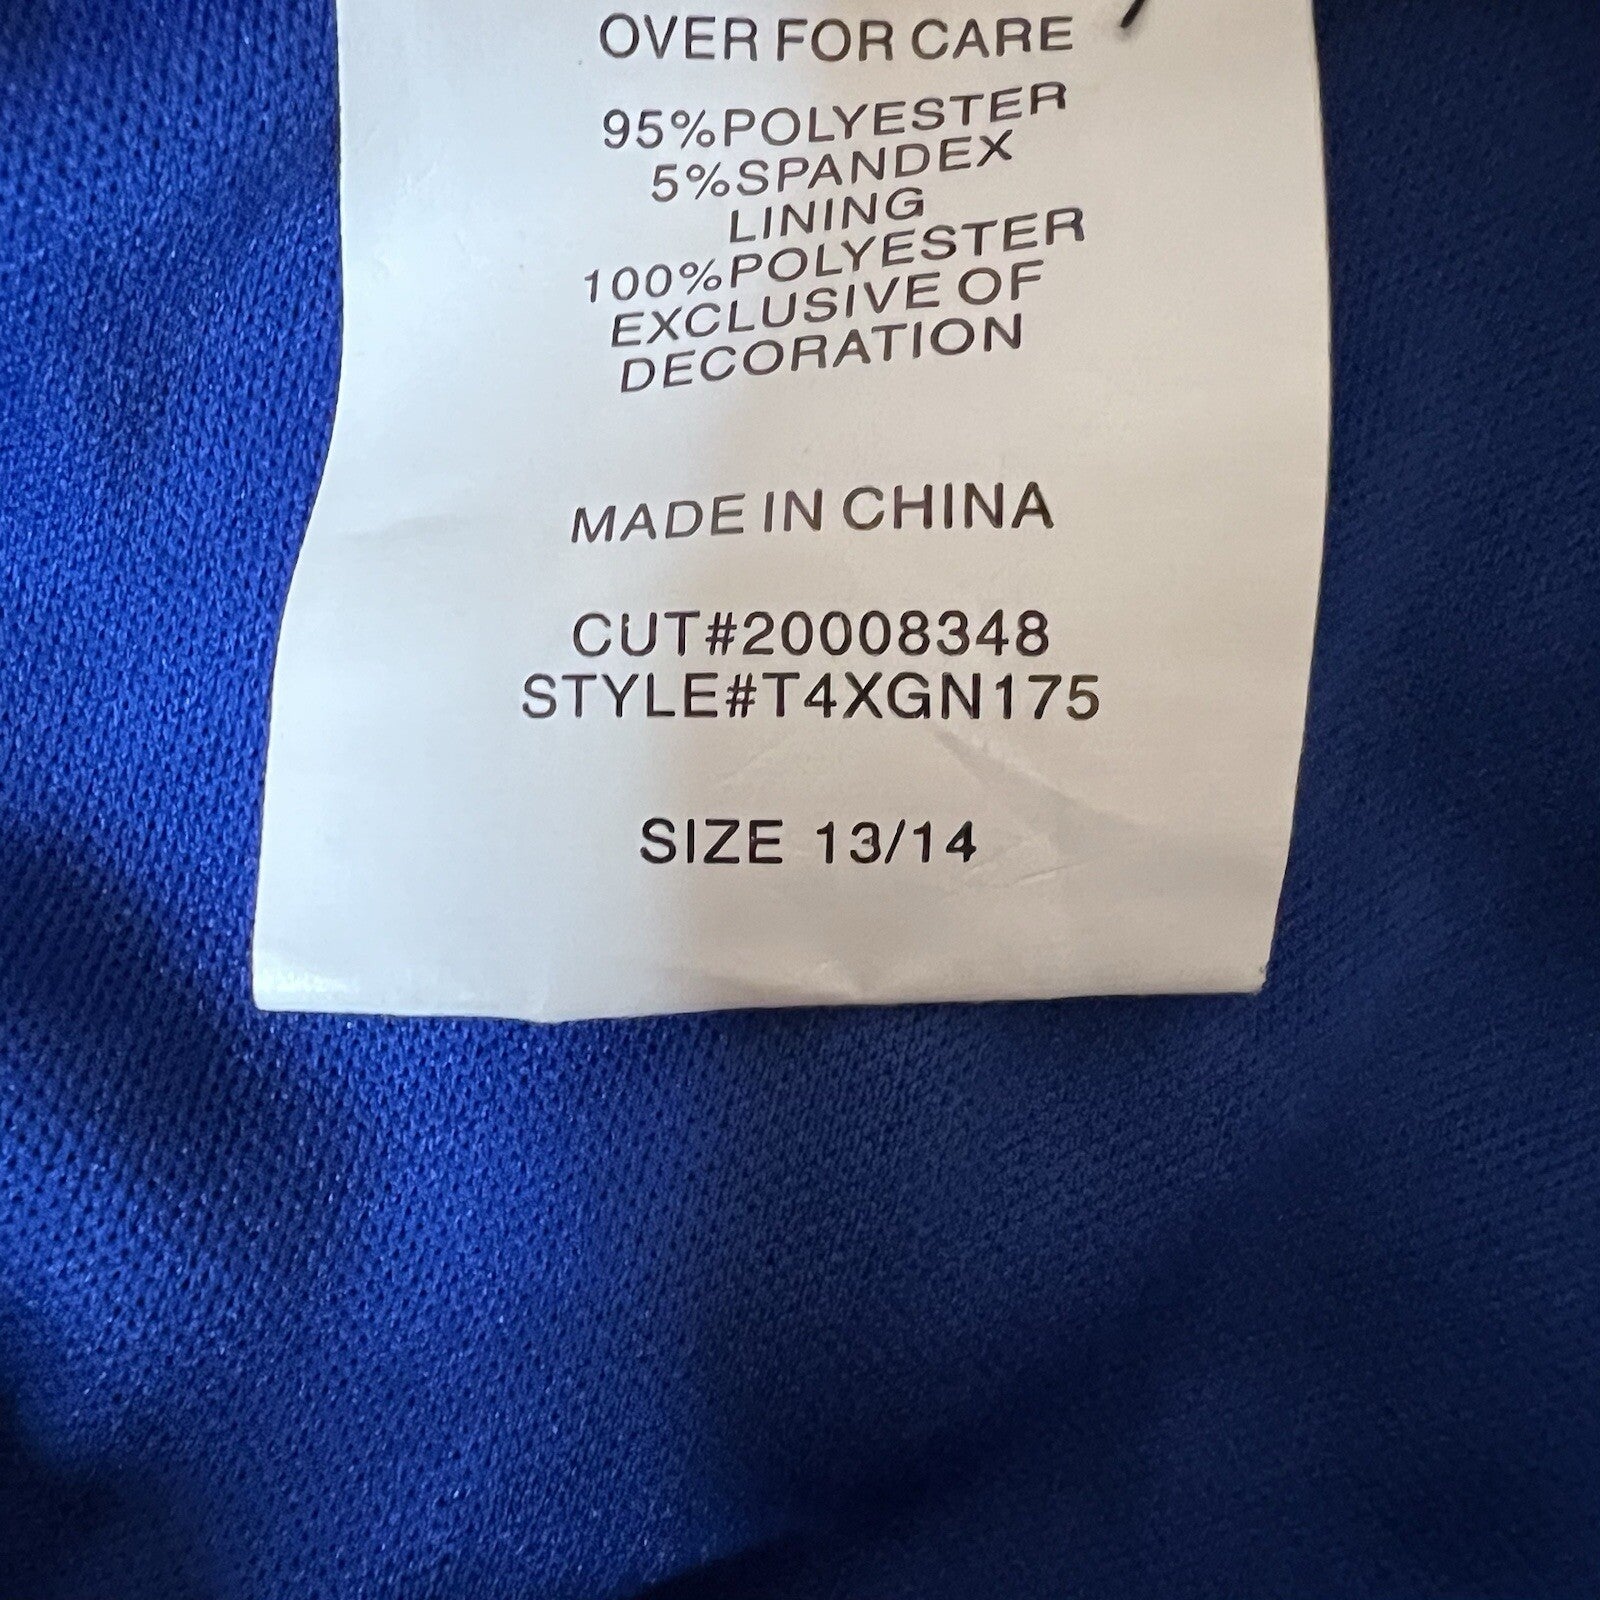 OVER FOR CARE
95%POLYESTER
5%SPANDEX
LINING
100%POLYESTER
EXCLUSIVE OF
DECORATION
MADE IN CHINA
CUT#20008348
STYLE#T4XGN175
SIZE 13/14